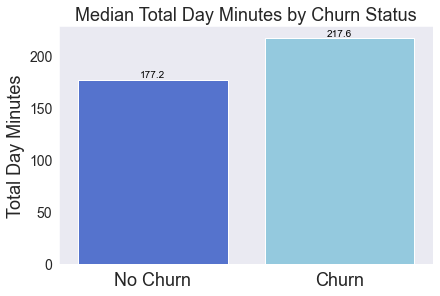 Median Total Day Minutes by Churn Status
Total Day Minutes
200
150
100
50
0
177.2
217.6
No Churn
Churn